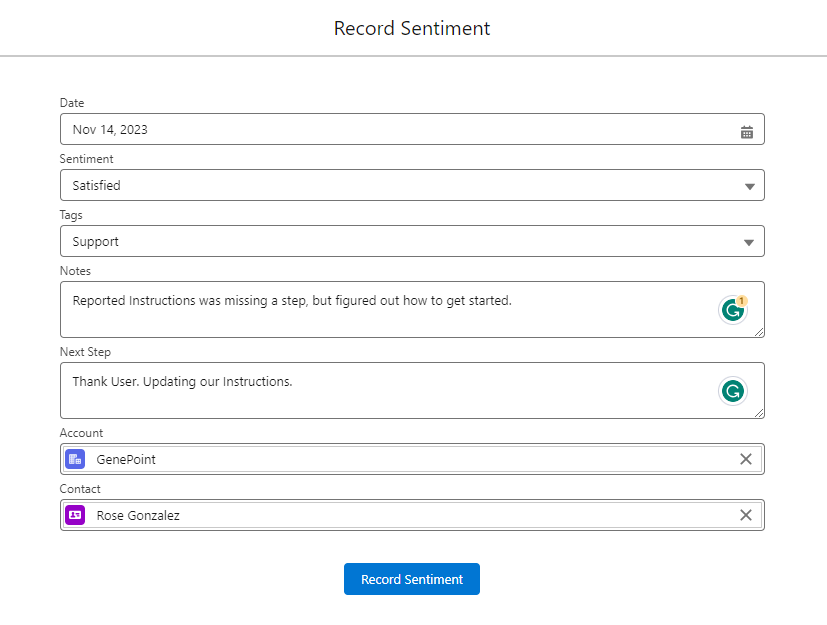 Record Sentiment
Date
Nov 14, 2023
Sentiment
Satisfied
Tags
Support
Notes
Reported Instructions was missing a step, but figured out how to get started.
1
Next Step
Thank User. Updating our Instructions.
Account
GenePoint
Contact
Rose Gonzalez
Record Sentiment